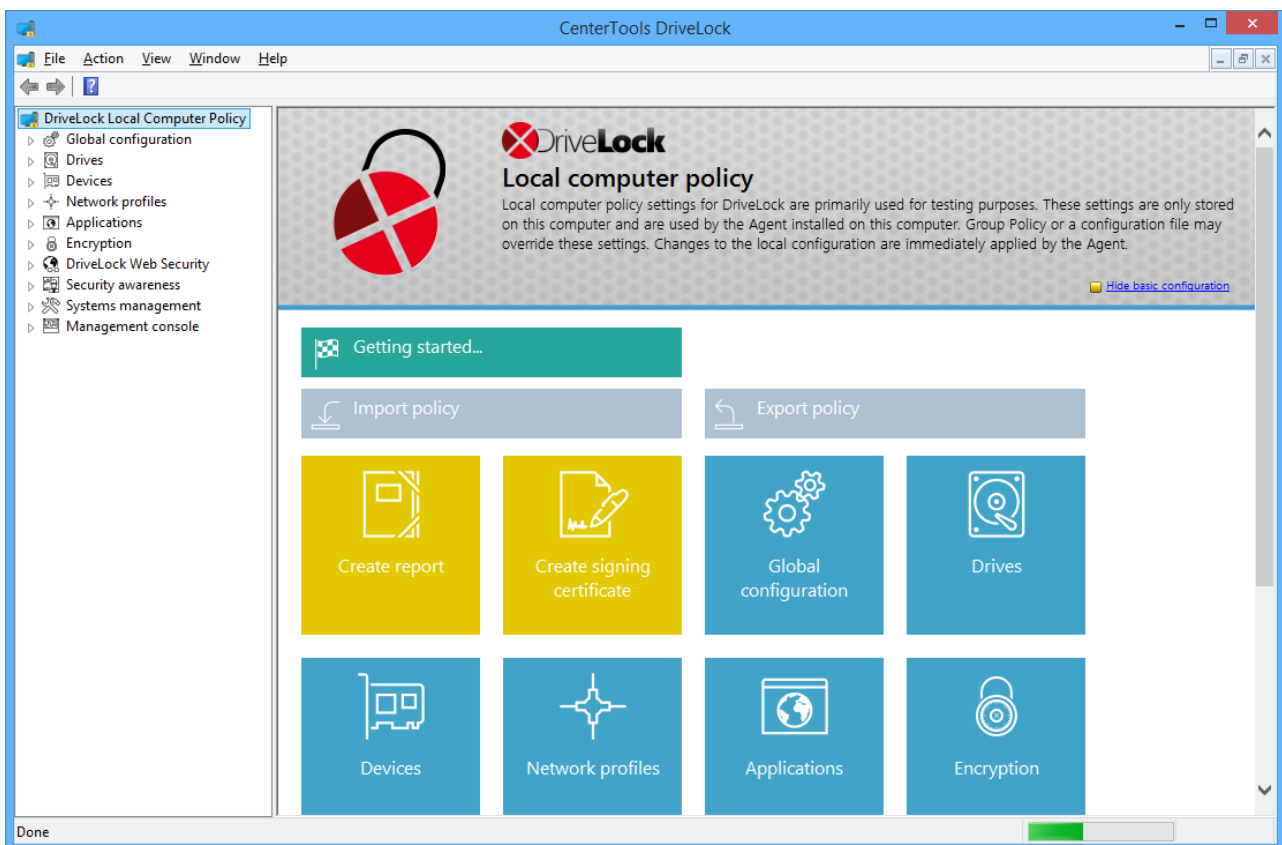 CenterTools DriveLock
File Action View Window Help
DriveLock Local Computer Policy
Global configuration
Drives
Devices
Network profiles
Applications
Encryption
DriveLock Web Security
Security awareness
Systems management
Management console
DriveLock
Local computer policy
Local computer policy settings for DriveLock are primarily used for testing purposes. These settings are only stored
on this computer and are used by the Agent installed on this computer. Group Policy or a configuration file may
override these settings. Changes to the local configuration are immediately applied by the Agent.
Hide basic configuration
Getting started...
Import policy
Export policy
Create report
Create signing
certificate
Global
configuration
Drives
Devices
Network profiles
Applications
Encryption
Done